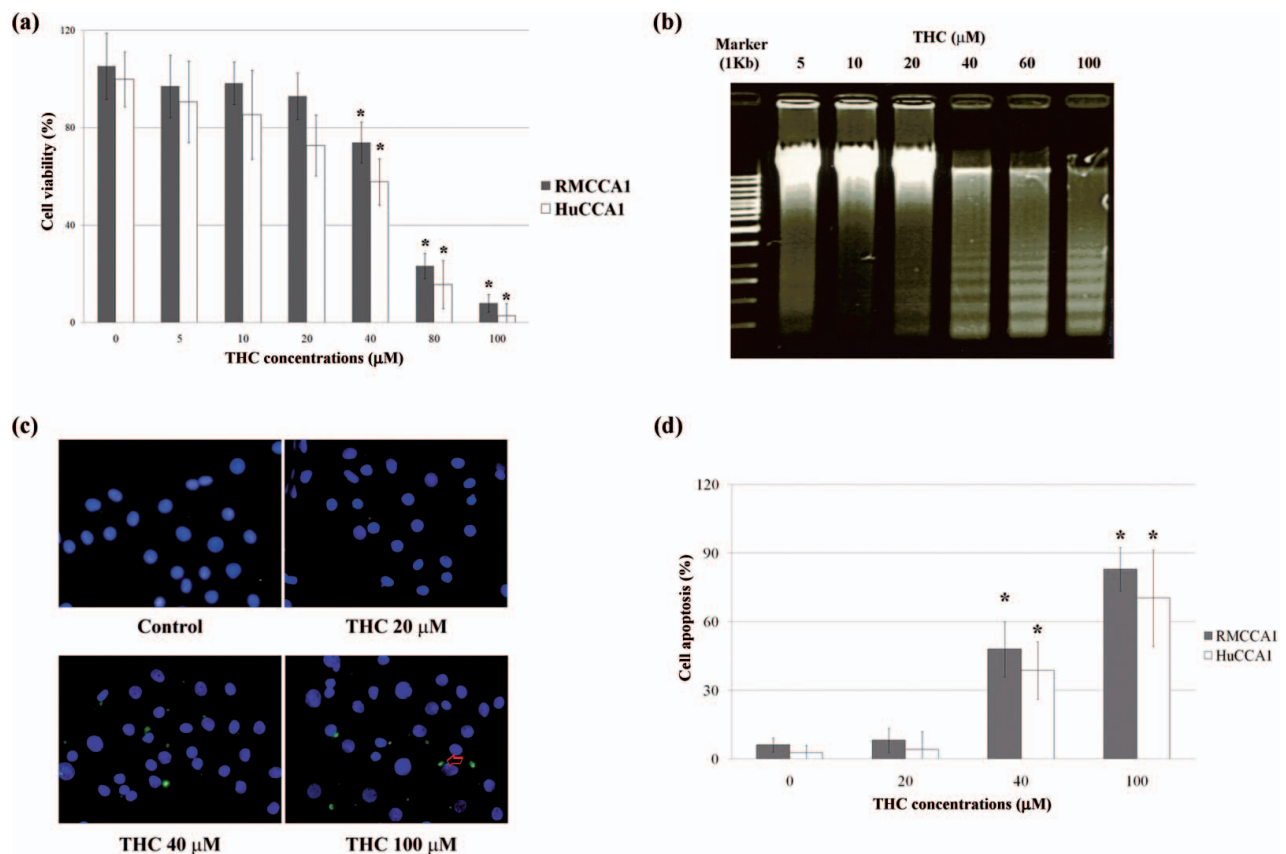 (a)
120
80
40
0
Cell viability (%)
* *
* *
* *
0 5 10 20 40 80 100
THC concentrations (µM)
RMCCA1
HuCCA1
(b)
THC (µM)
Marker
(1Kb) 5 10 20 40 60 100
(c)
Control THC 20 µM
THC 40 µM THC 100 µM
(d)
120
90
60
30
0
Cell apoptosis (%)
* *
* *
0 20 40 100
THC concentrations (µM)
RMCCA1
HuCCA1